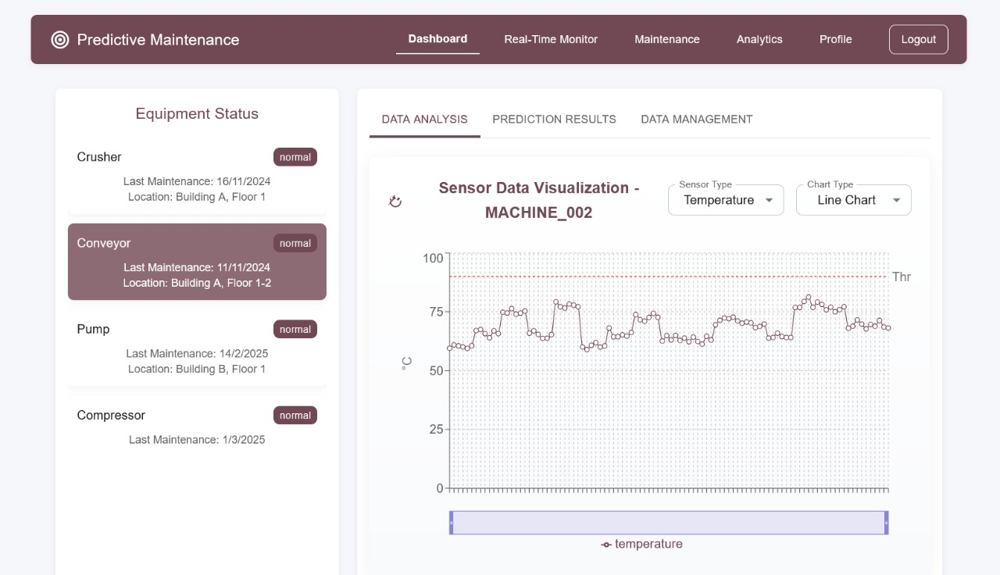 Predictive Maintenance
Dashboard
Real-Time Monitor
Maintenance
Analytics
Profile
Logout
Equipment Status
Crusher
normal
Last Maintenance: 16/11/2024
Location: Building A, Floor 1
Conveyor
normal
Last Maintenance: 11/11/2024
Location: Building A, Floor 1-2
Pump
normal
Last Maintenance: 14/2/2025
Location: Building B, Floor 1
Compressor
normal
Last Maintenance: 1/3/2025
DATA ANALYSIS
PREDICTION RESULTS
DATA MANAGEMENT
Sensor Data Visualization -
MACHINE_002
Sensor Type
Temperature
Chart Type
Line Chart
100
75
50
25
0
°C
Thr
temperature